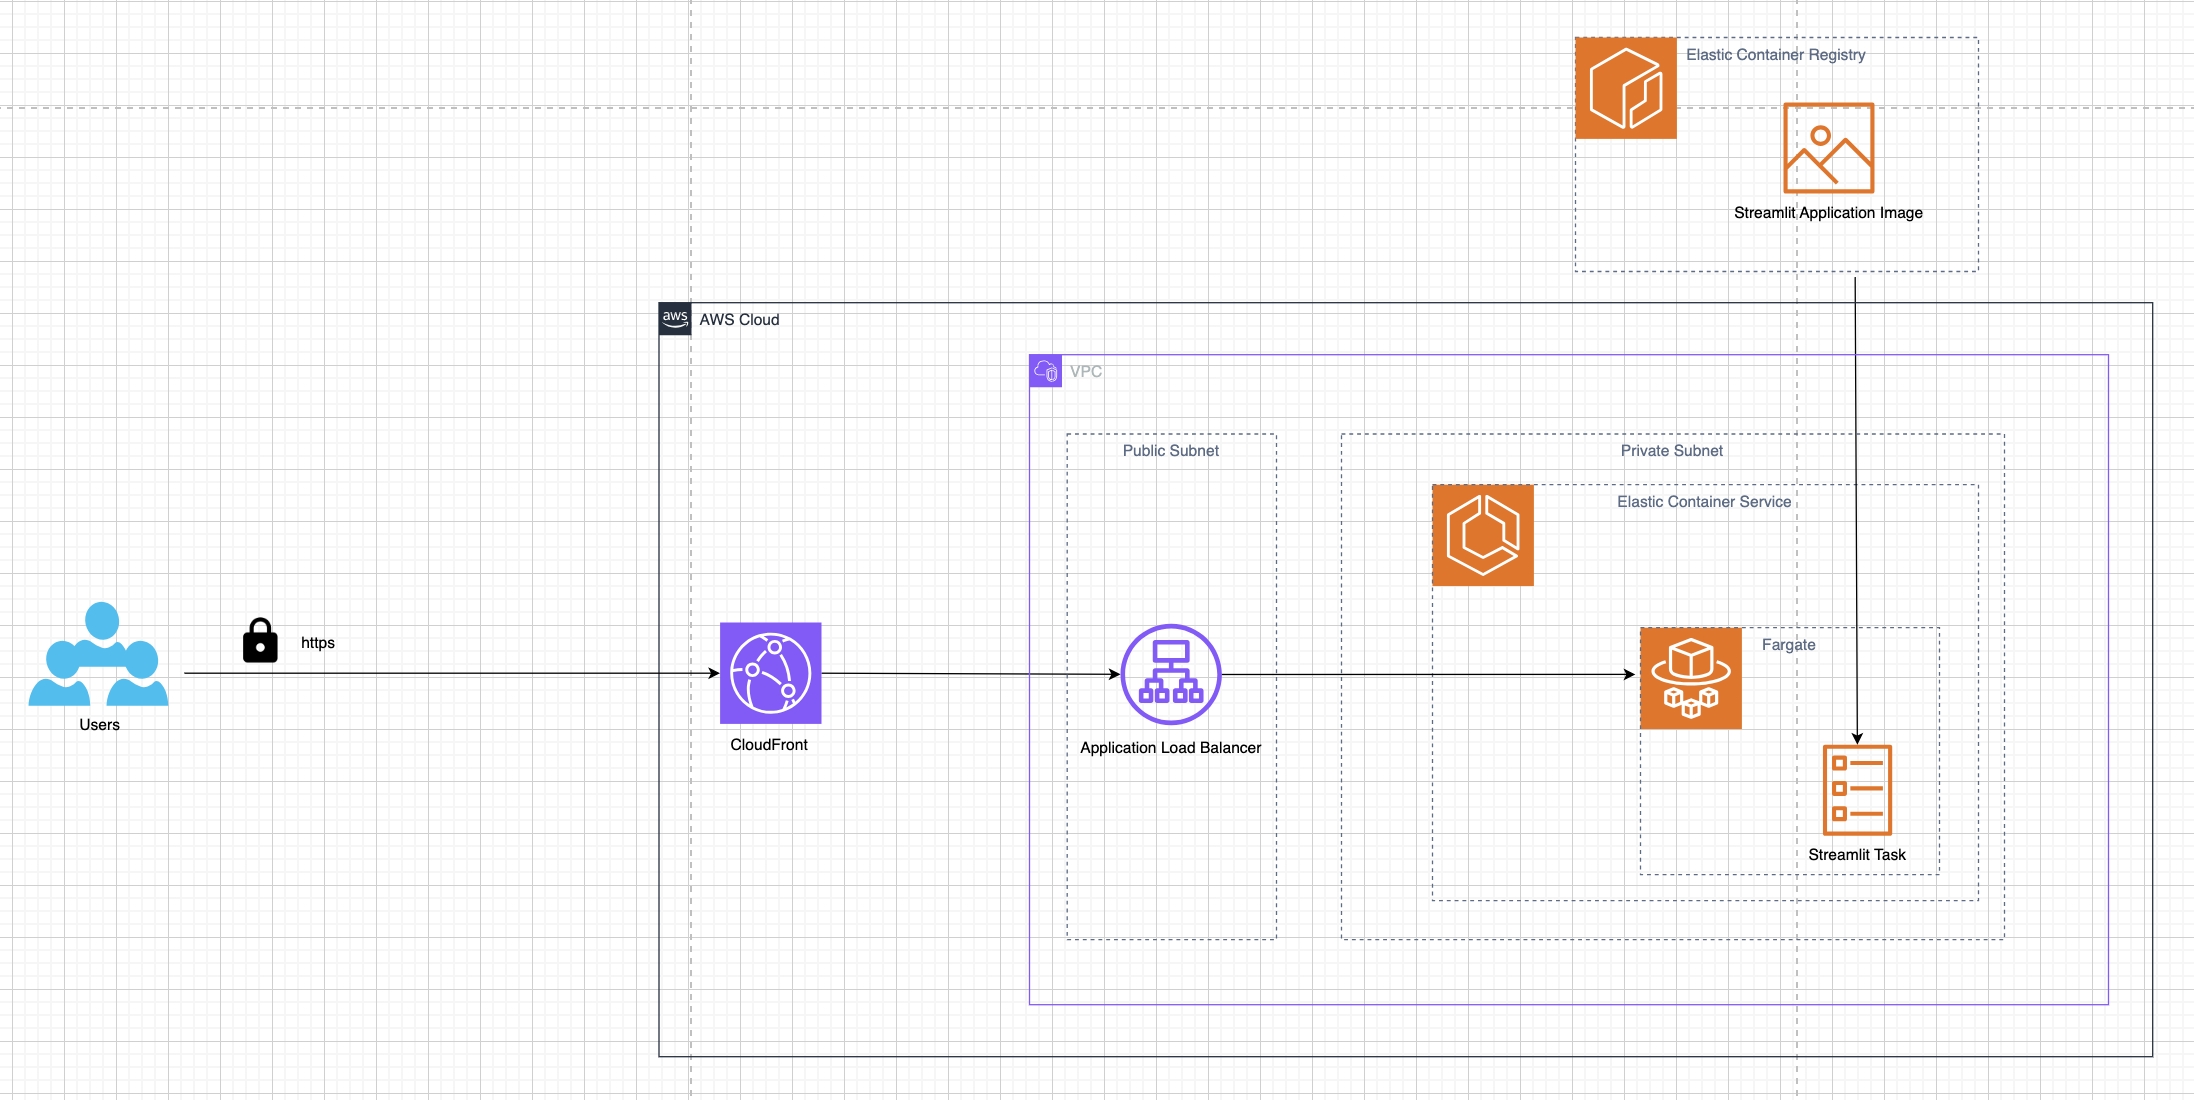 Elastic Container Registry
Streamlit Application Image
aws
AWS Cloud
VPC
Public Subnet
Private Subnet
Elastic Container Service
https
Fargate
Users
CloudFront
Application Load Balancer
Streamlit Task